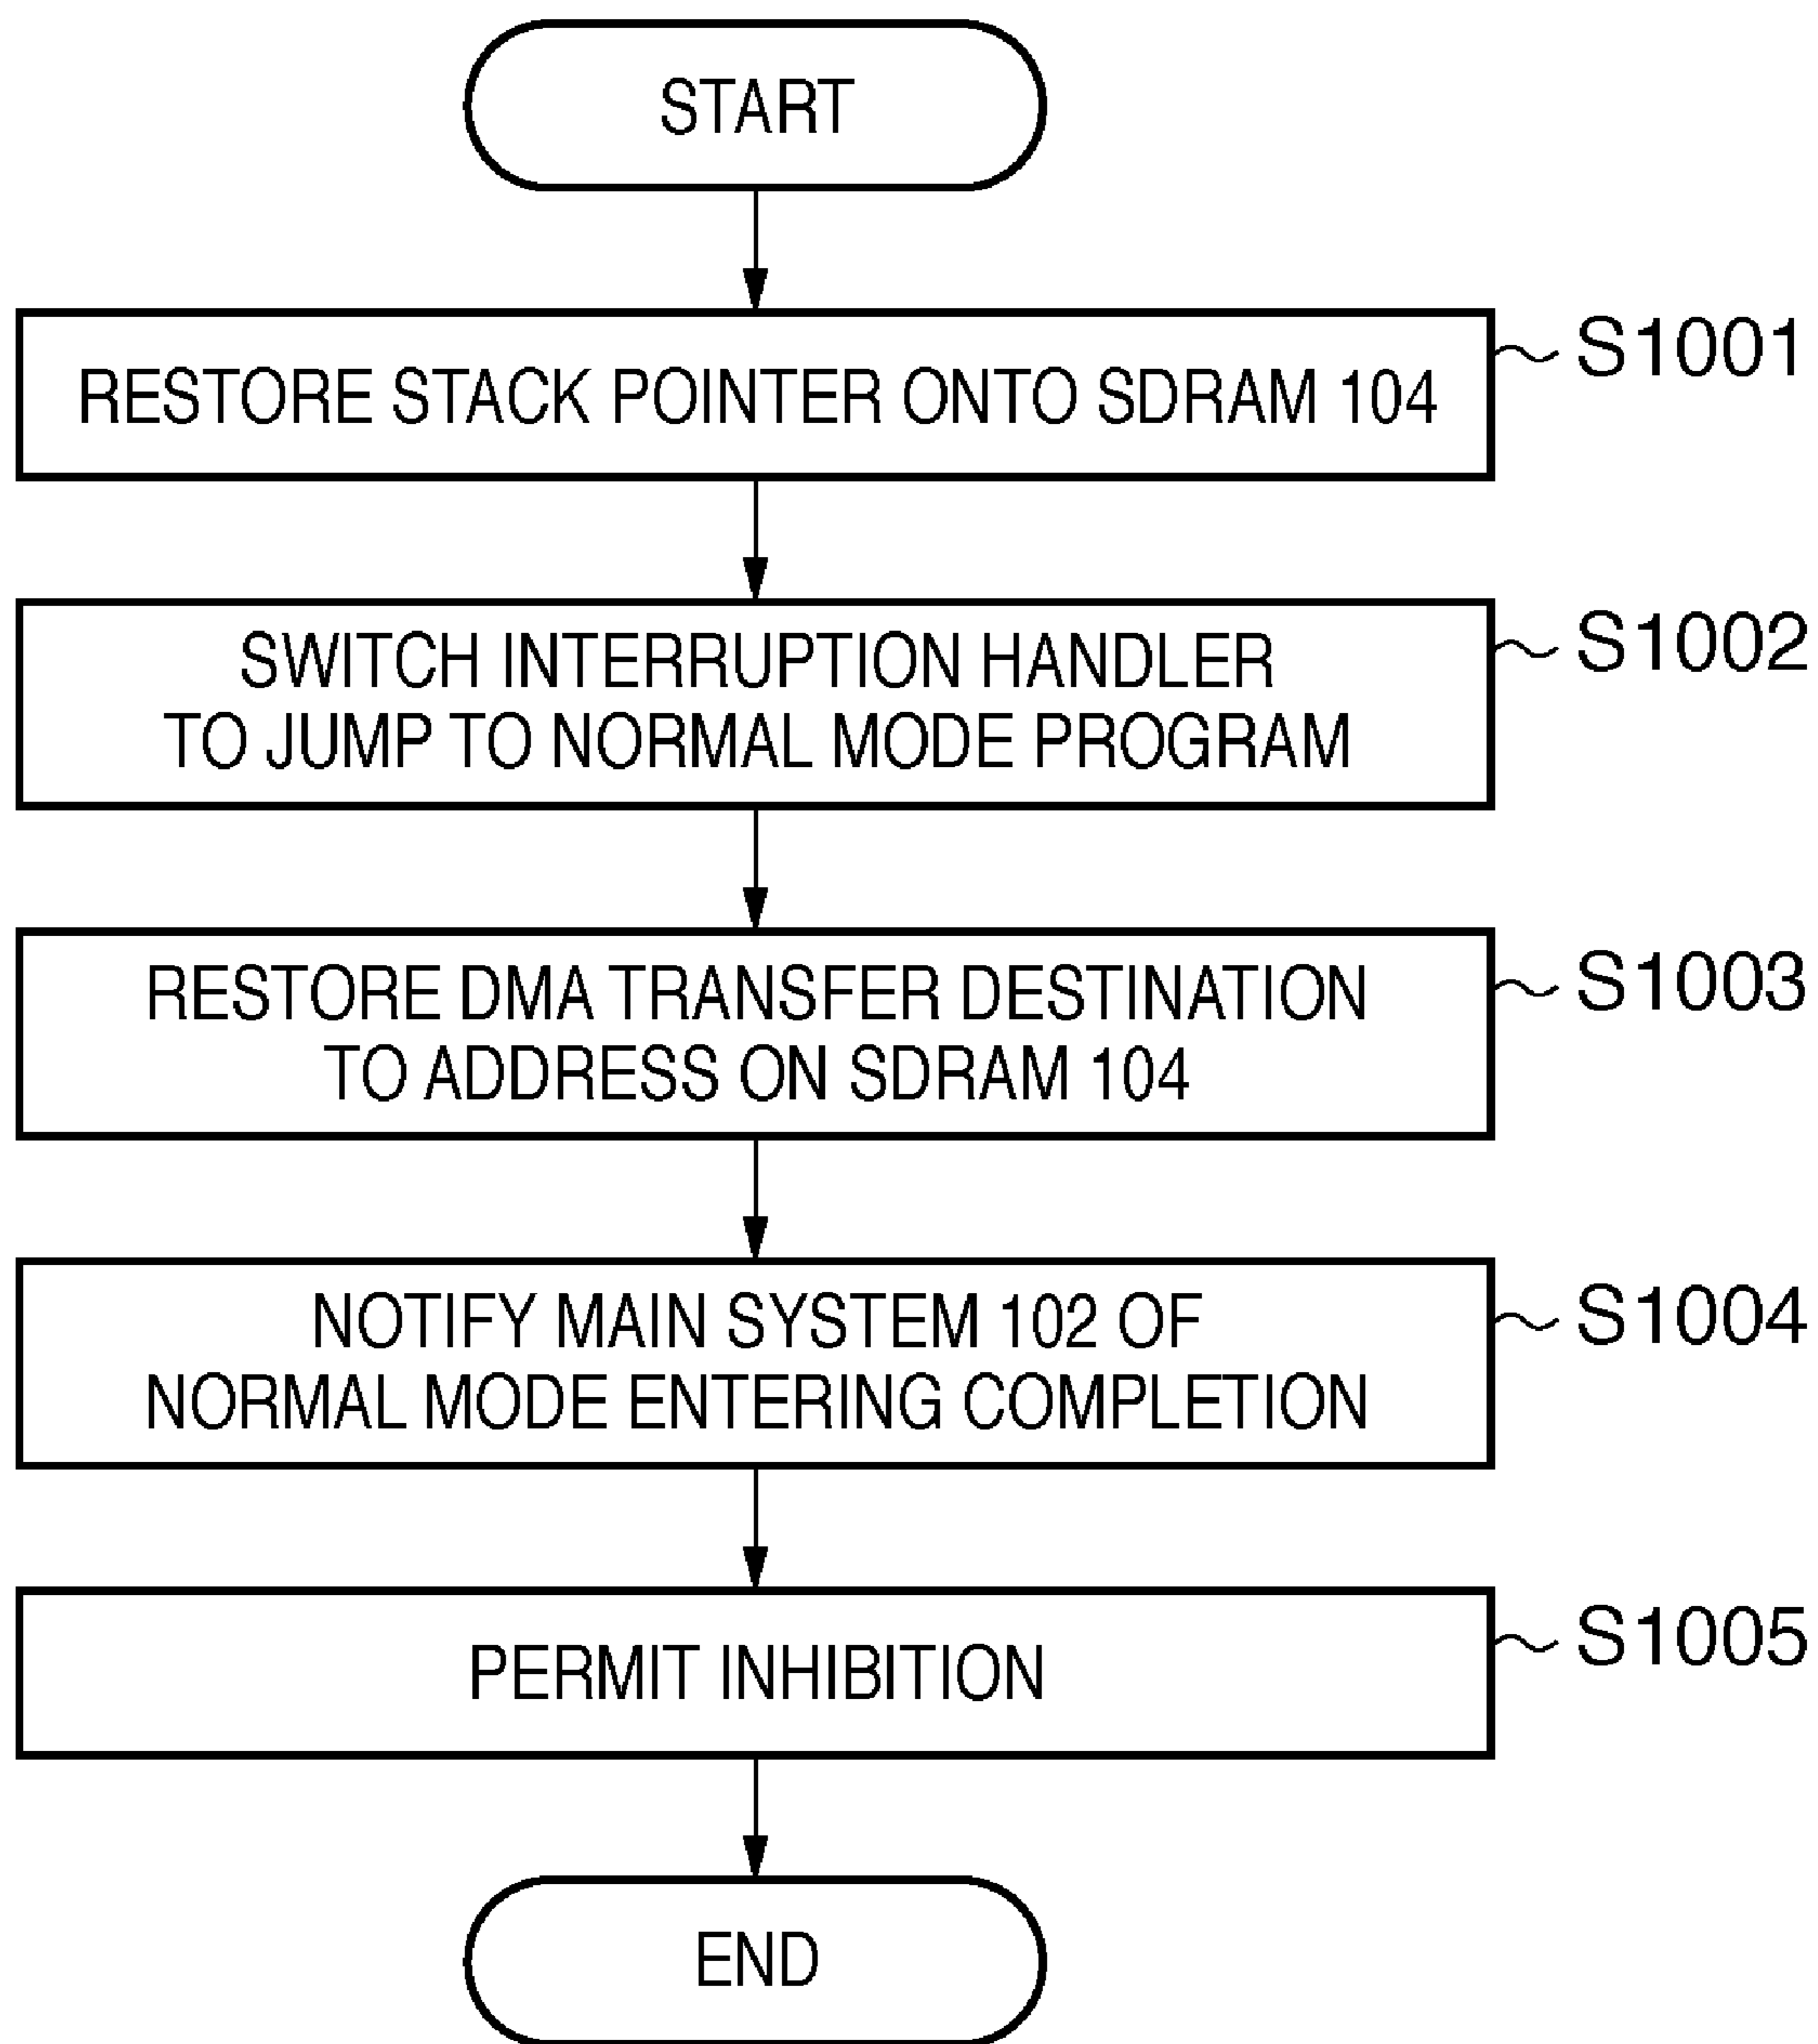 START
RESTORE STACK POINTER ONTO SDRAM 104
S1001
SWITCH INTERRUPTION HANDLER
TO JUMP TO NORMAL MODE PROGRAM
S1002
RESTORE DMA TRANSFER DESTINATION
TO ADDRESS ON SDRAM 104
S1003
NOTIFY MAIN SYSTEM 102 OF
NORMAL MODE ENTERING COMPLETION
S1004
PERMIT INHIBITION
S1005
END